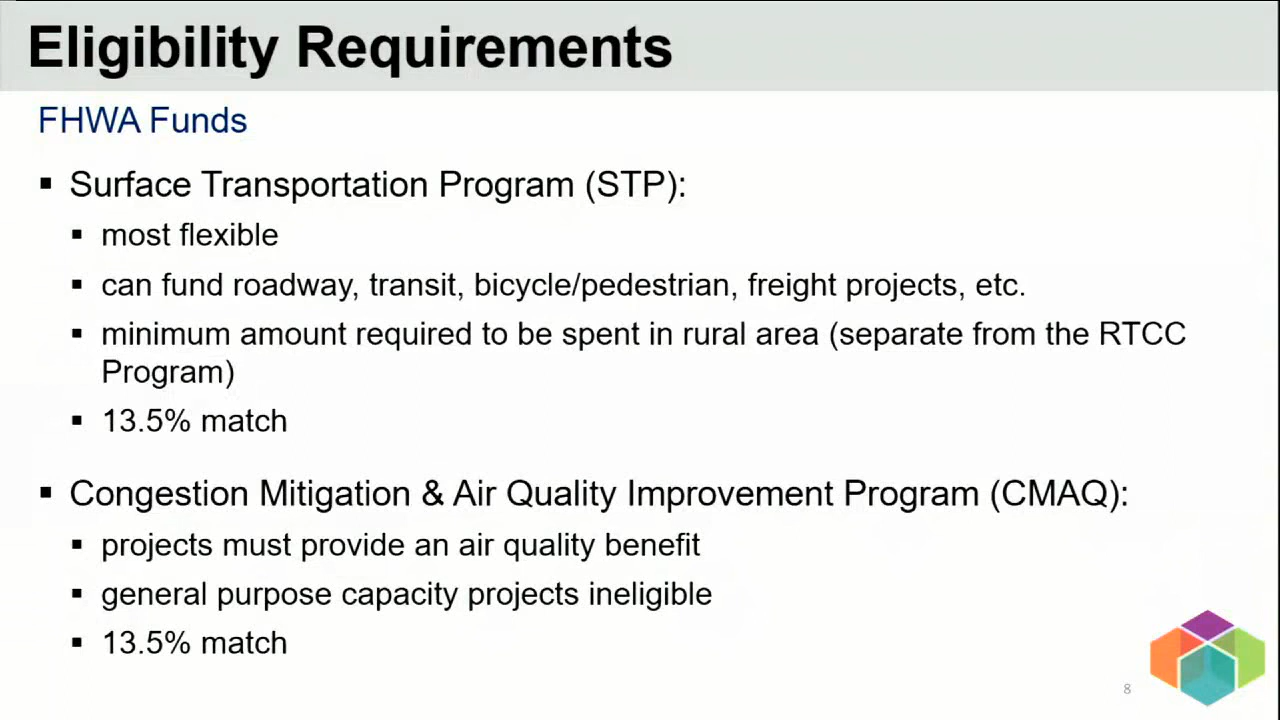 Eligibility Requirements
FHWA Funds
▪ Surface Transportation Program (STP):
▪ most flexible
▪ can fund roadway, transit, bicycle/pedestrian, freight projects, etc.
▪ minimum amount required to be spent in rural area (separate from the RTCC
Program)
▪ 13.5% match
▪ Congestion Mitigation & Air Quality Improvement Program (CMAQ):
▪ projects must provide an air quality benefit
▪ general purpose capacity projects ineligible
▪ 13.5% match
8